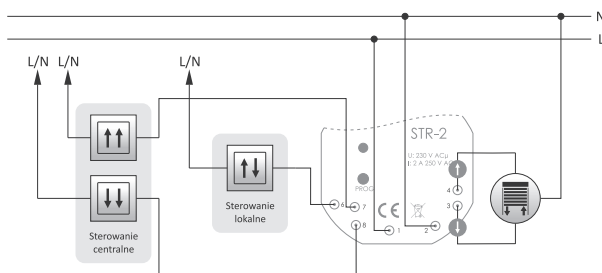 N
L
L/N L/N L/N
STR-2
U: 230 V ACµ
I: 2 A 250 V AC
PROG
4
3
6 7
8
1
2
CE
Sterowanie
centralne
Sterowanie
lokalne